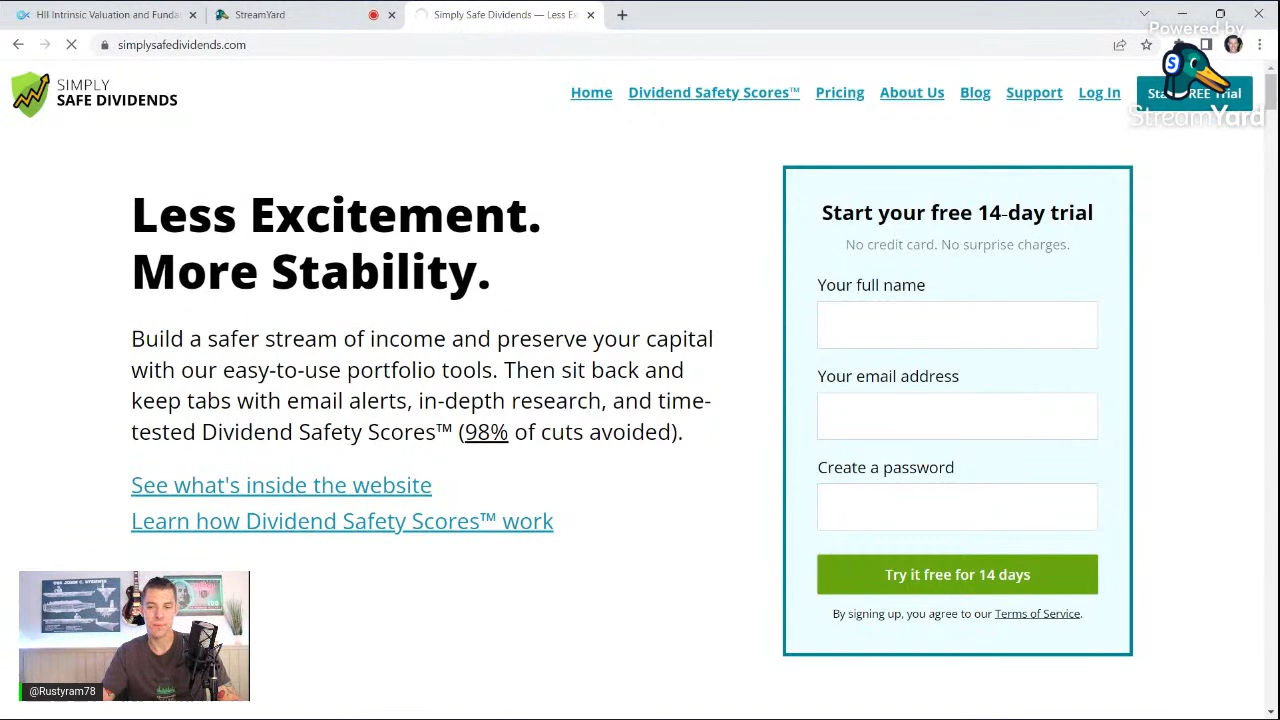 HII Intrinsic Valuation and Funda
StreamYard
Simply Safe Dividends — Less Ex
simplysafedividends.com
Powered by
S
StreamYard
SIMPLY
SAFE DIVIDENDS
Home
Dividend Safety Scores™
Pricing
About Us
Blog
Support
Log In
Less Excitement.
More Stability.
Build a safer stream of income and preserve your capital
with our easy-to-use portfolio tools. Then sit back and
keep tabs with email alerts, in-depth research, and time-
tested Dividend Safety Scores™ (98% of cuts avoided).
See what's inside the website
Learn how Dividend Safety Scores™ work
Start your free 14-day trial
No credit card. No surprise charges.
Your full name
Your email address
Create a password
Try it free for 14 days
By signing up, you agree to our Terms of Service.
@Rustyram78